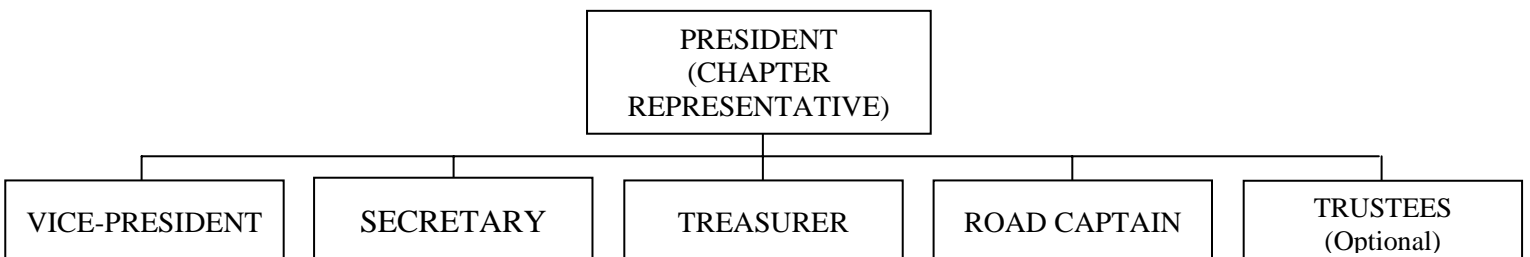 PRESIDENT
(CHAPTER
REPRESENTATIVE)
VICE-PRESIDENT
SECRETARY
TREASURER
ROAD CAPTAIN
TRUSTEES
(Optional)